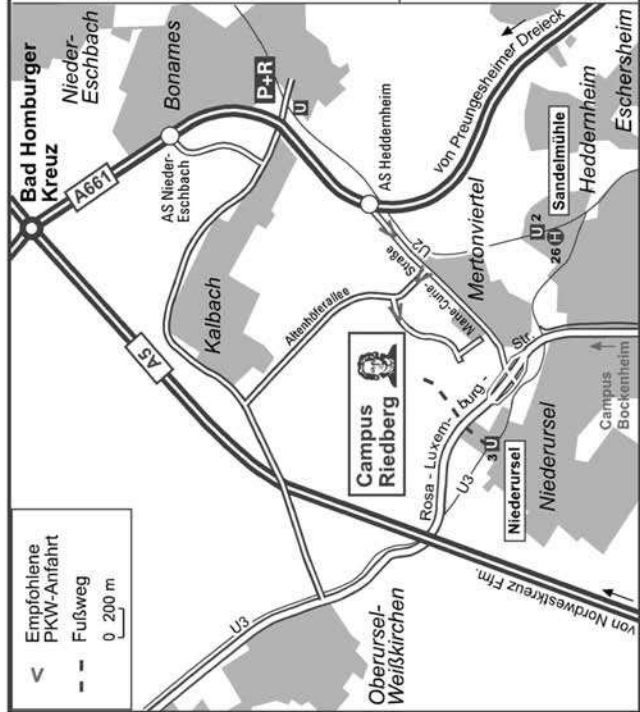 Empfohlene
PKW-Anfahrt
Fußweg
0 200 m
Bad Homburger
Kreuz
Nieder-
Eschbach
Bonames
A661
AS Nieder-
Eschbach
P+R
U
A5
Kalbach
AS Heddernheim
von Preungesheimer Dreieck
Altenhöferallee
U2
Marie-Curie-
Straße
Mertonviertel
U2
26 H
Sandelmühle
Heddernheim
Eschersheim
Campus
Riedberg
Rosa - Luxem- burg - Str
U3
U3
3 U
Niederursel
Niederursel
Campus
Bockenheim
Oberursel-
Weißkirchen
von Nordwestkreuz Ffm.